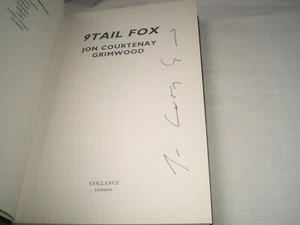 9TAIL FOX
JON COURTENAY
GRIMWOOD
GOLLANCZ
LONDON